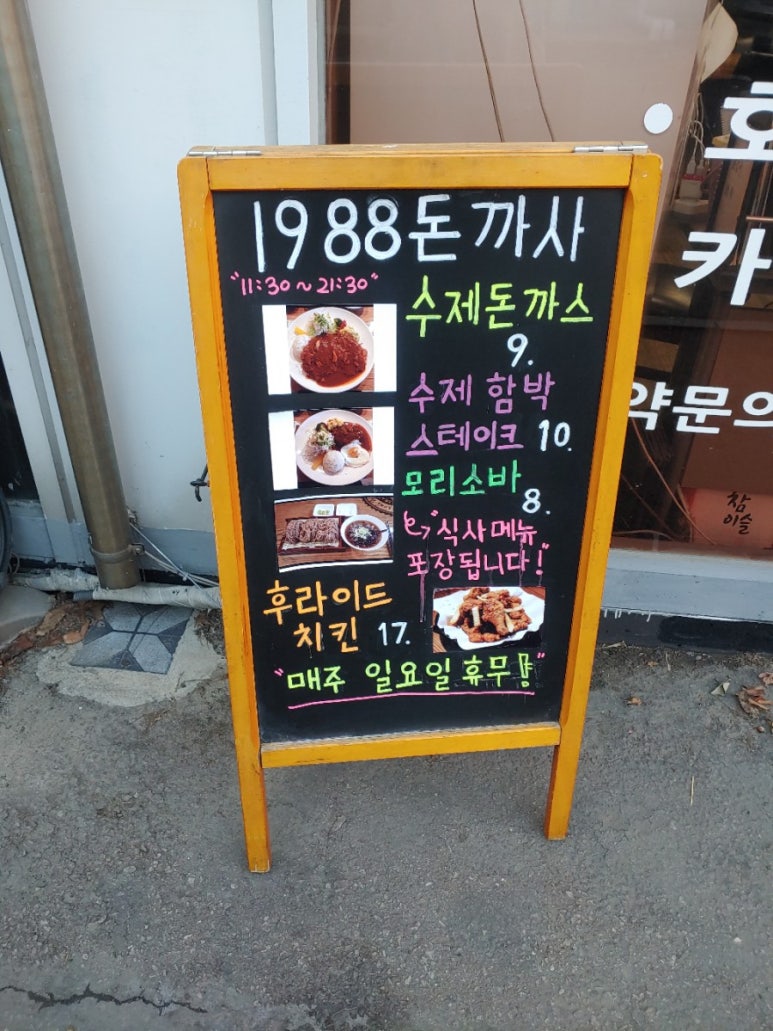 1988돈까사
"11:30~21:30"
수제돈까스
9.
수제 함박
스테이크 10.
모리소바
8.
"식사메뉴
포장됩니다!"
후라이드
치킨 17.
"매주 일요일 휴무!"
카
약문의
참
이슬